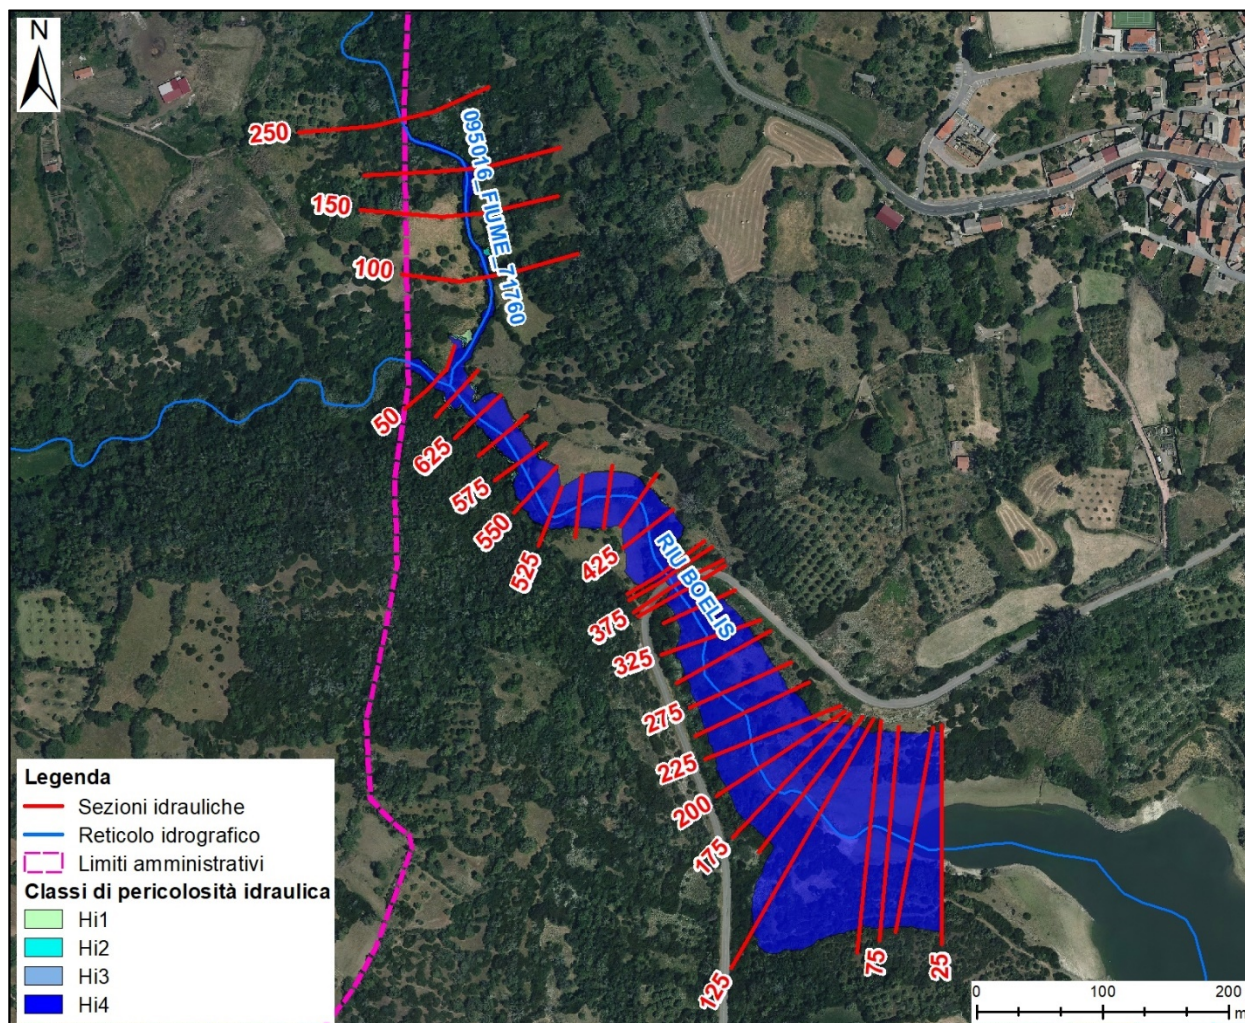 N
250
095016_FIUME_71760
150
100
50
625
575
550
525
425
RIU BOELIS
375
325
275
225
200
175
125
75
25
Legenda
Sezioni idrauliche
Reticolo idrografico
Limiti amministrativi
Classi di pericolosità idraulica
Hi1
Hi2
Hi3
Hi4
0 100 200
m